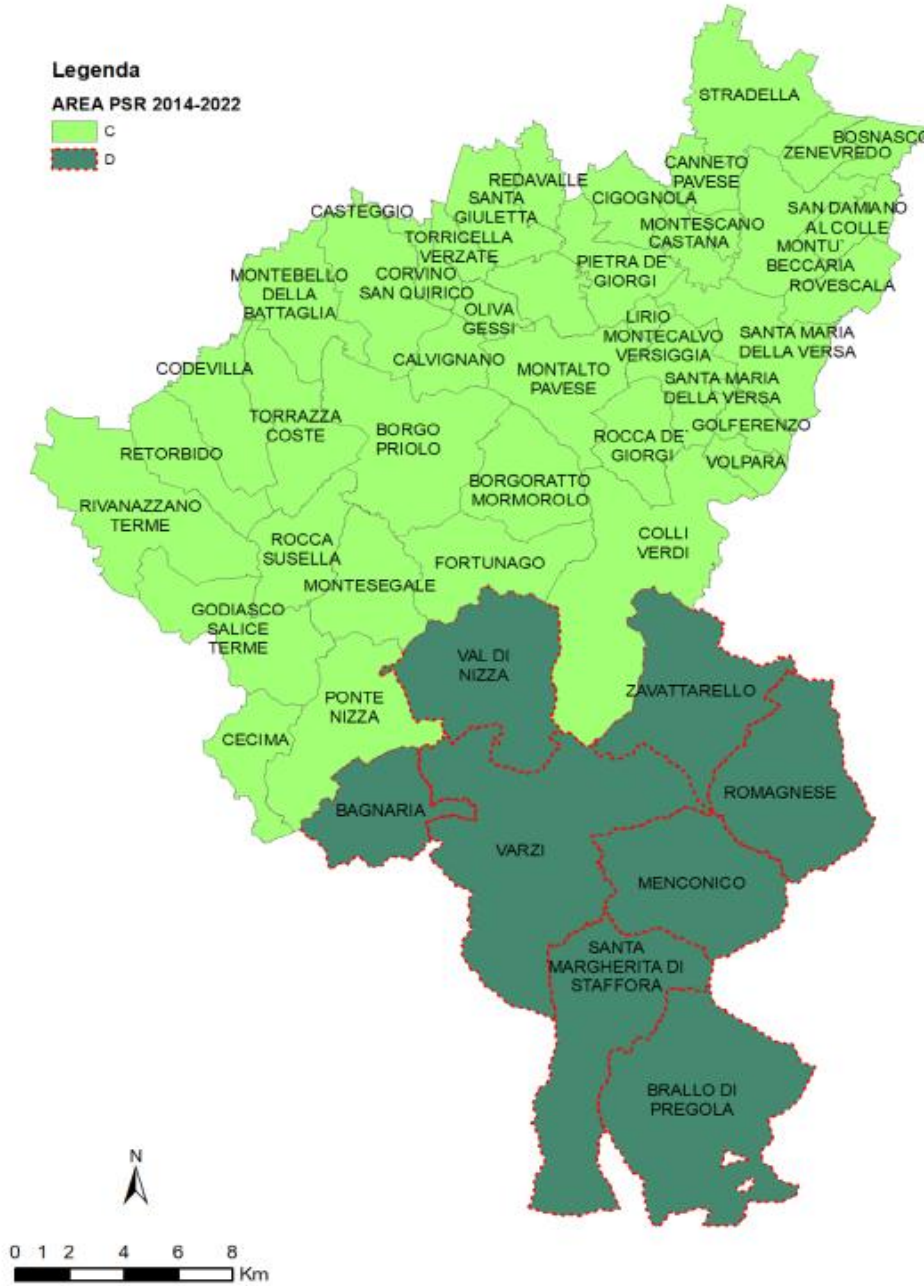 Legenda
AREA PSR 2014-2022
C
D
STRADELLA
BOSNASCO
ZENEVREDO
CANNETO
PAVESE
REDAVALLE
SANTA
GIULETTA
CIGOGNOLA
CASTEGGIO
SAN DAMIANO
AL COLLE
MONTESCANO
CASTANA
TORRICELLA
VERZATE
MONTU'
BECCARIA
PIETRA DE'
GIORGI
MONTEBELLO
DELLA
BATTAGLIA
CORVINO
SAN QUIRICO
ROVESCALA
OLIVA
GESSI
LIRIO
MONTECALVO
VERSIGGIA
SANTA MARIA
DELLA VERSA
CALVIGNANO
CODEVILLA
MONTALTO
PAVESE
SANTA MARIA
DELLA VERSA
TORRAZZA
COSTE
BORGO
PRIOLO
GOLFERENZO
ROCCA DE'
GIORGI
RETORBIDO
VOLPARA
BORGORATTO
MORMOROLO
RIVANAZZANO
TERME
COLLI
VERDI
ROCCA
SUSELLA
FORTUNAGO
MONTESEGALE
GODIASCO
SALICE
TERME
VAL DI
NIZZA
ZAVATTARELLO
PONTE
NIZZA
CECIMA
ROMAGNESE
BAGNARIA
VARZI
MENCONICO
SANTA
MARGHERITA DI
STAFFORA
BRALLO DI
PREGOLA
N
0 1 2 4 6 8
Km